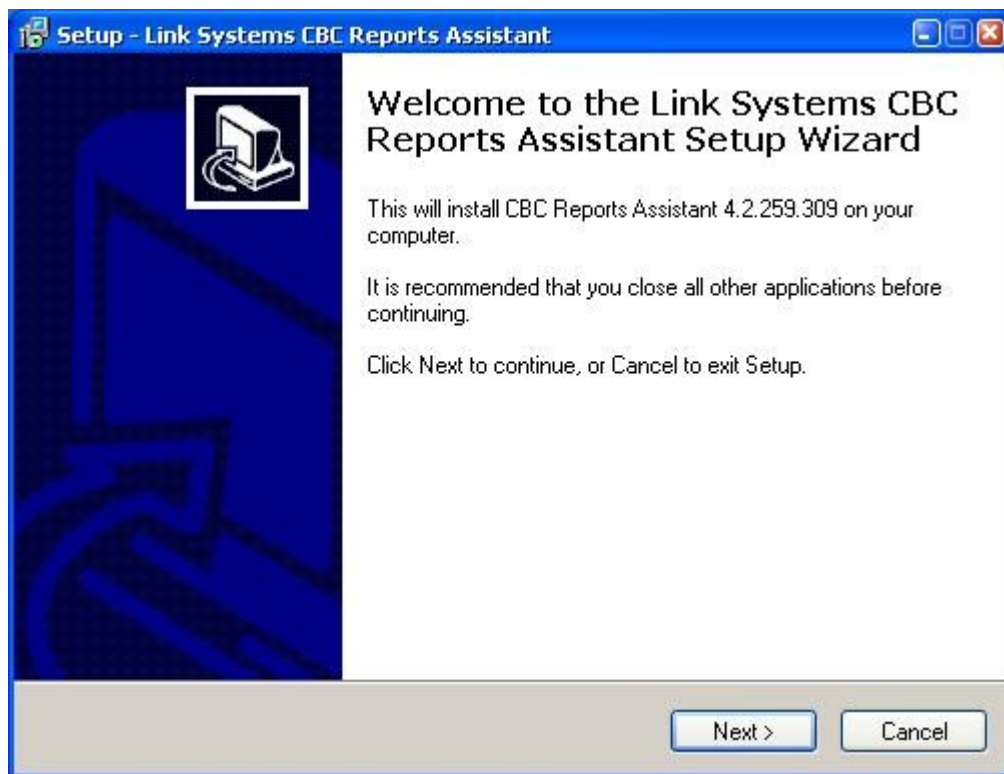 Setup - Link Systems CBC Reports Assistant
Welcome to the Link Systems CBC
Reports Assistant Setup Wizard
This will install CBC Reports Assistant 4.2.259.309 on your
computer.
It is recommended that you close all other applications before
continuing.
Click Next to continue, or Cancel to exit Setup.
Next >
Cancel